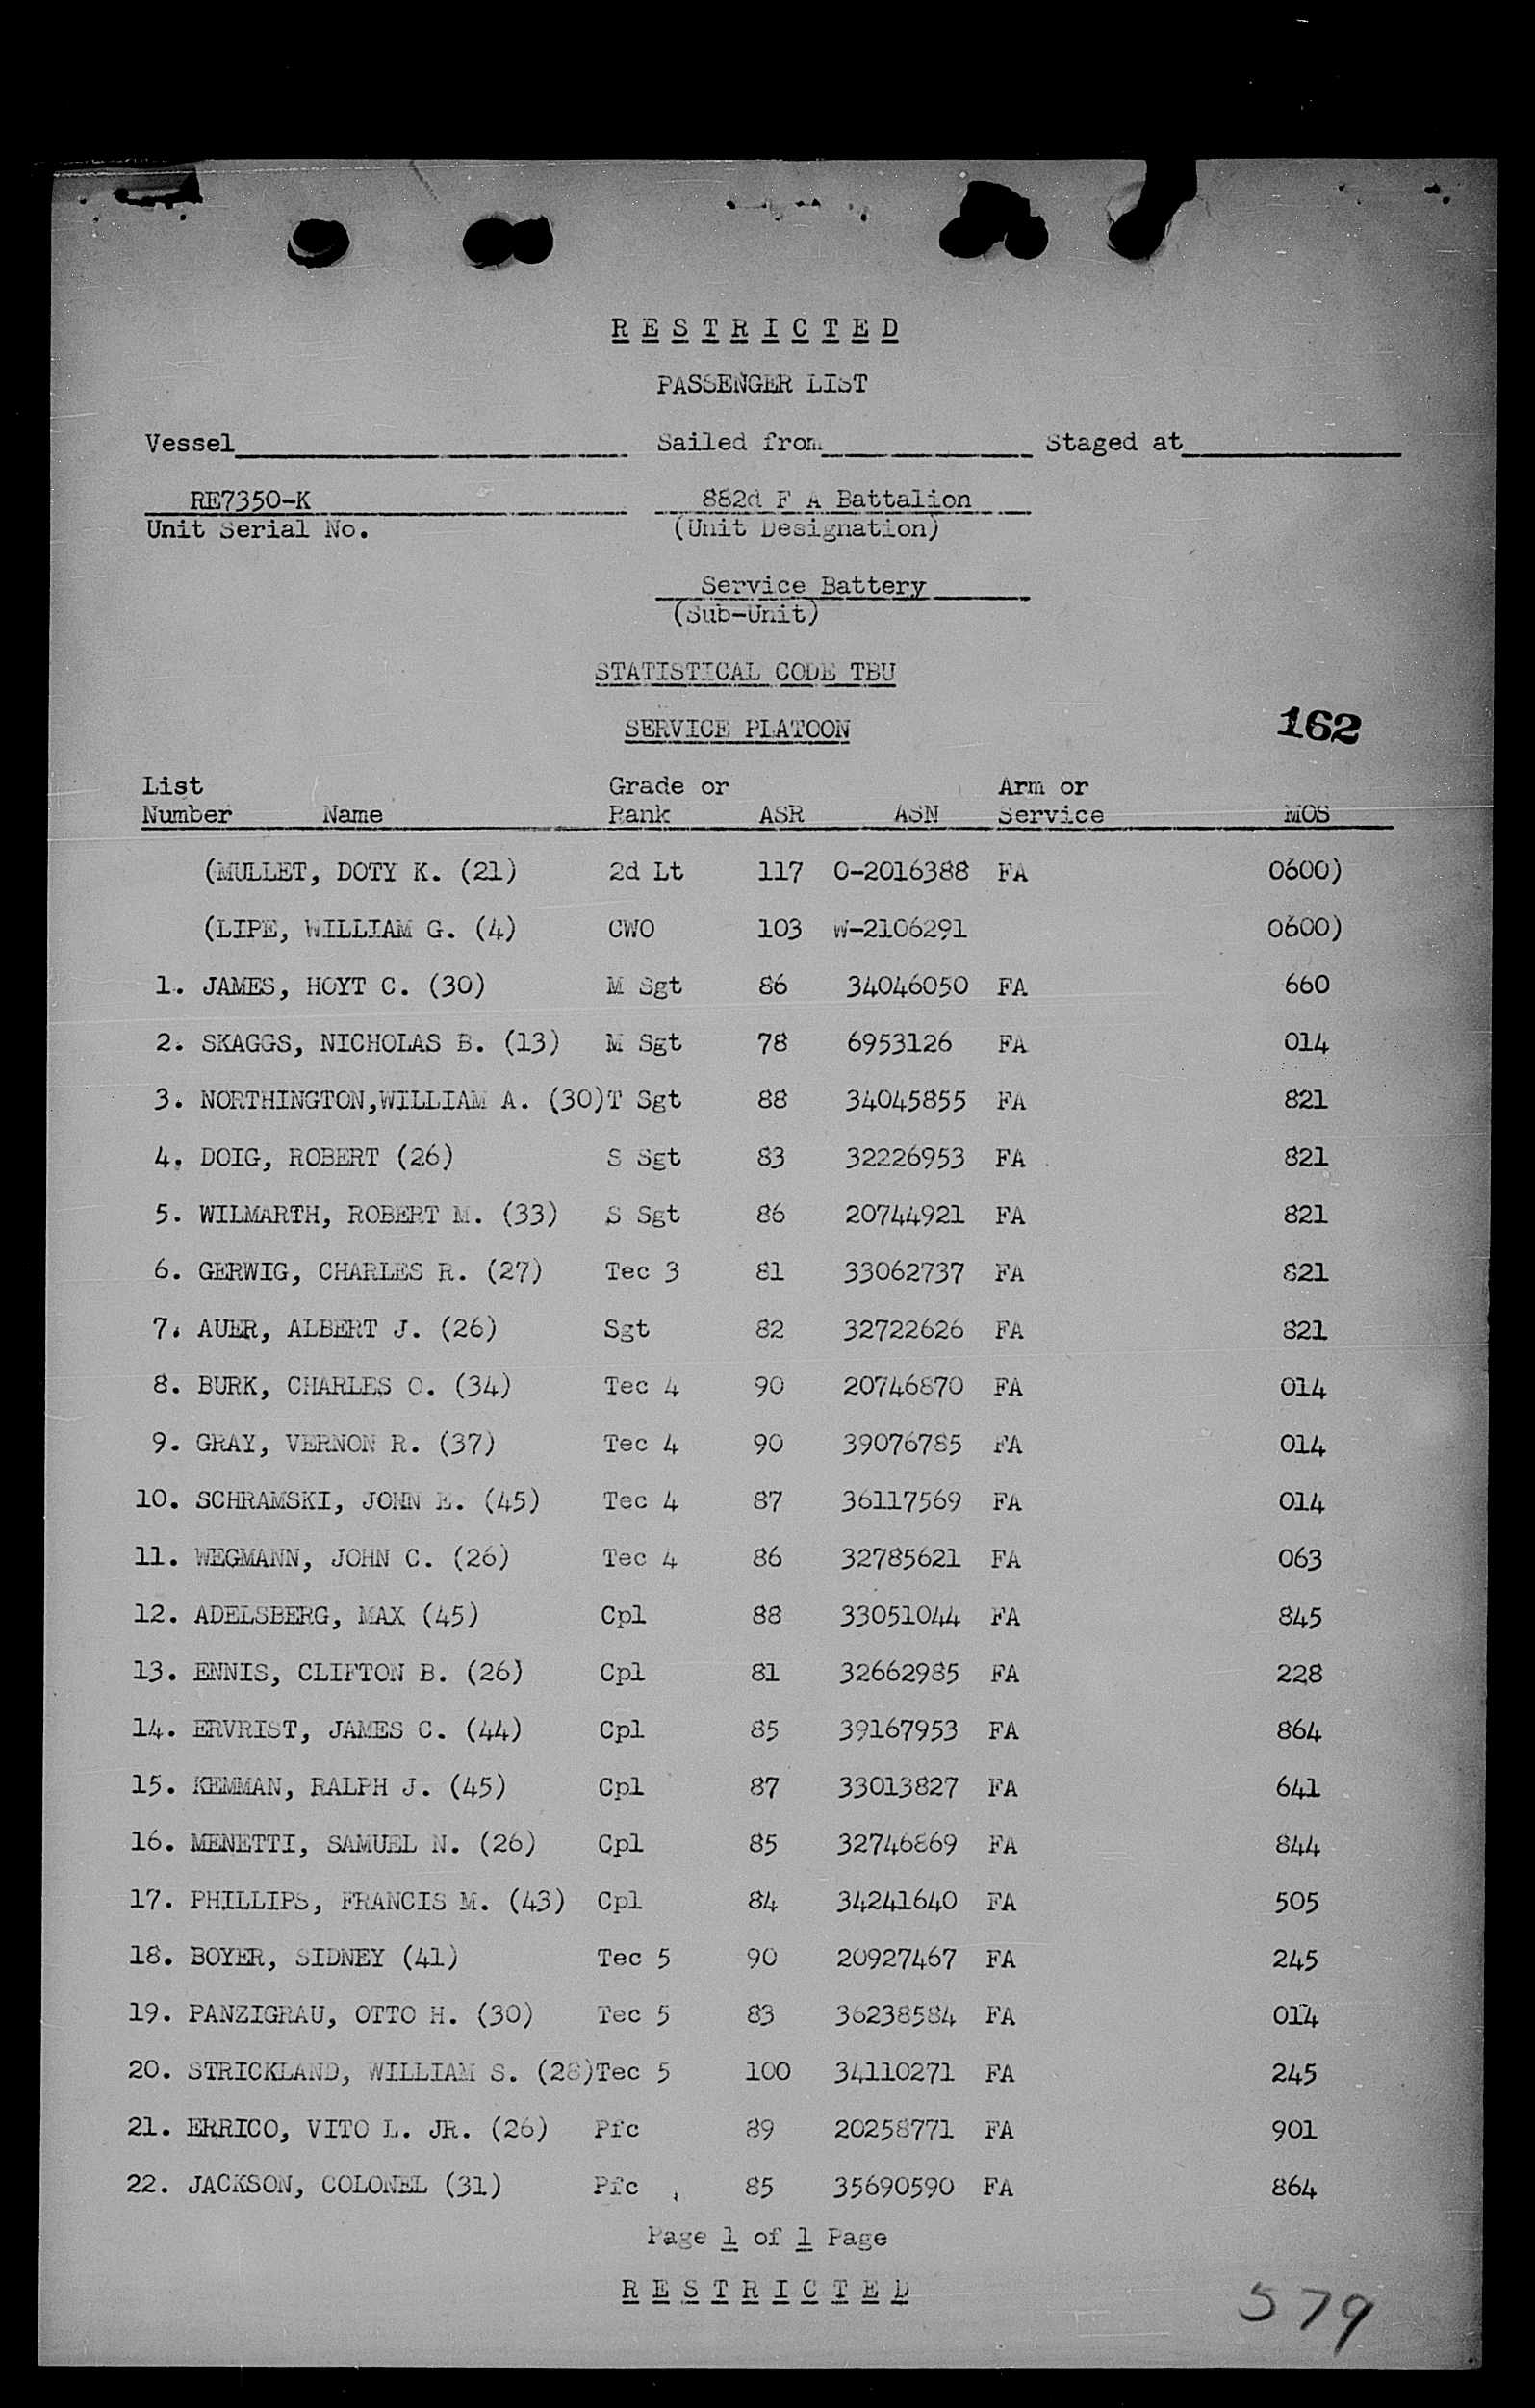 RESTRICTED
PASSENGER LIST
Vessel Sailed from Staged at
RE7350-K 882d F A Battalion
Unit Serial No. (Unit Designation)
Service Battery
(Sub-Unit)
STATISTICAL CODE TBU
SERVICE PLATOON
162
List Grade or Arm or
Number Name Rank ASR ASN Service MOS
(MULLET, DOTY K. (21) 2d Lt 117 O-2016388 FA 0600)
(LIPE, WILLIAM G. (4) CWO 103 W-2106291 0600)
1. JAMES, HOYT C. (30) M Sgt 86 34046050 FA 660
2. SKAGGS, NICHOLAS B. (13) M Sgt 78 6953126 FA 014
3. NORTHINGTON,WILLIAM A. (30)T Sgt 88 34045855 FA 821
4. DOIG, ROBERT (26) S Sgt 83 32226953 FA 821
5. WILMARTH, ROBERT M. (33) S Sgt 86 20744921 FA 821
6. GERWIG, CHARLES R. (27) Tec 3 81 33062737 FA 821
7. AUER, ALBERT J. (26) Sgt 82 32722626 FA 821
8. BURK, CHARLES O. (34) Tec 4 90 20746870 FA 014
9. GRAY, VERNON R. (37) Tec 4 90 39076785 FA 014
10. SCHRAMSKI, JOHN E. (45) Tec 4 87 36117569 FA 014
11. WEGMANN, JOHN C. (26) Tec 4 86 32785621 FA 063
12. ADELSBERG, MAX (45) Cpl 88 33051044 FA 845
13. ENNIS, CLIFTON B. (26) Cpl 81 32662985 FA 228
14. ERVRIST, JAMES C. (44) Cpl 85 39167953 FA 864
15. KEMMAN, RALPH J. (45) Cpl 87 33013827 FA 641
16. MENETTI, SAMUEL N. (26) Cpl 85 32746869 FA 844
17. PHILLIPS, FRANCIS M. (43) Cpl 84 34241640 FA 505
18. BOYER, SIDNEY (41) Tec 5 90 20927467 FA 245
19. PANZIGRAU, OTTO H. (30) Tec 5 83 36238584 FA 014
20. STRICKLAND, WILLIAM S. (28)Tec 5 100 34110271 FA 245
21. ERRICO, VITO L. JR. (26) Pfc 89 20258771 FA 901
22. JACKSON, COLONEL (31) Pfc 85 35690590 FA 864
Page 1 of 1 Page
RESTRICTED
579